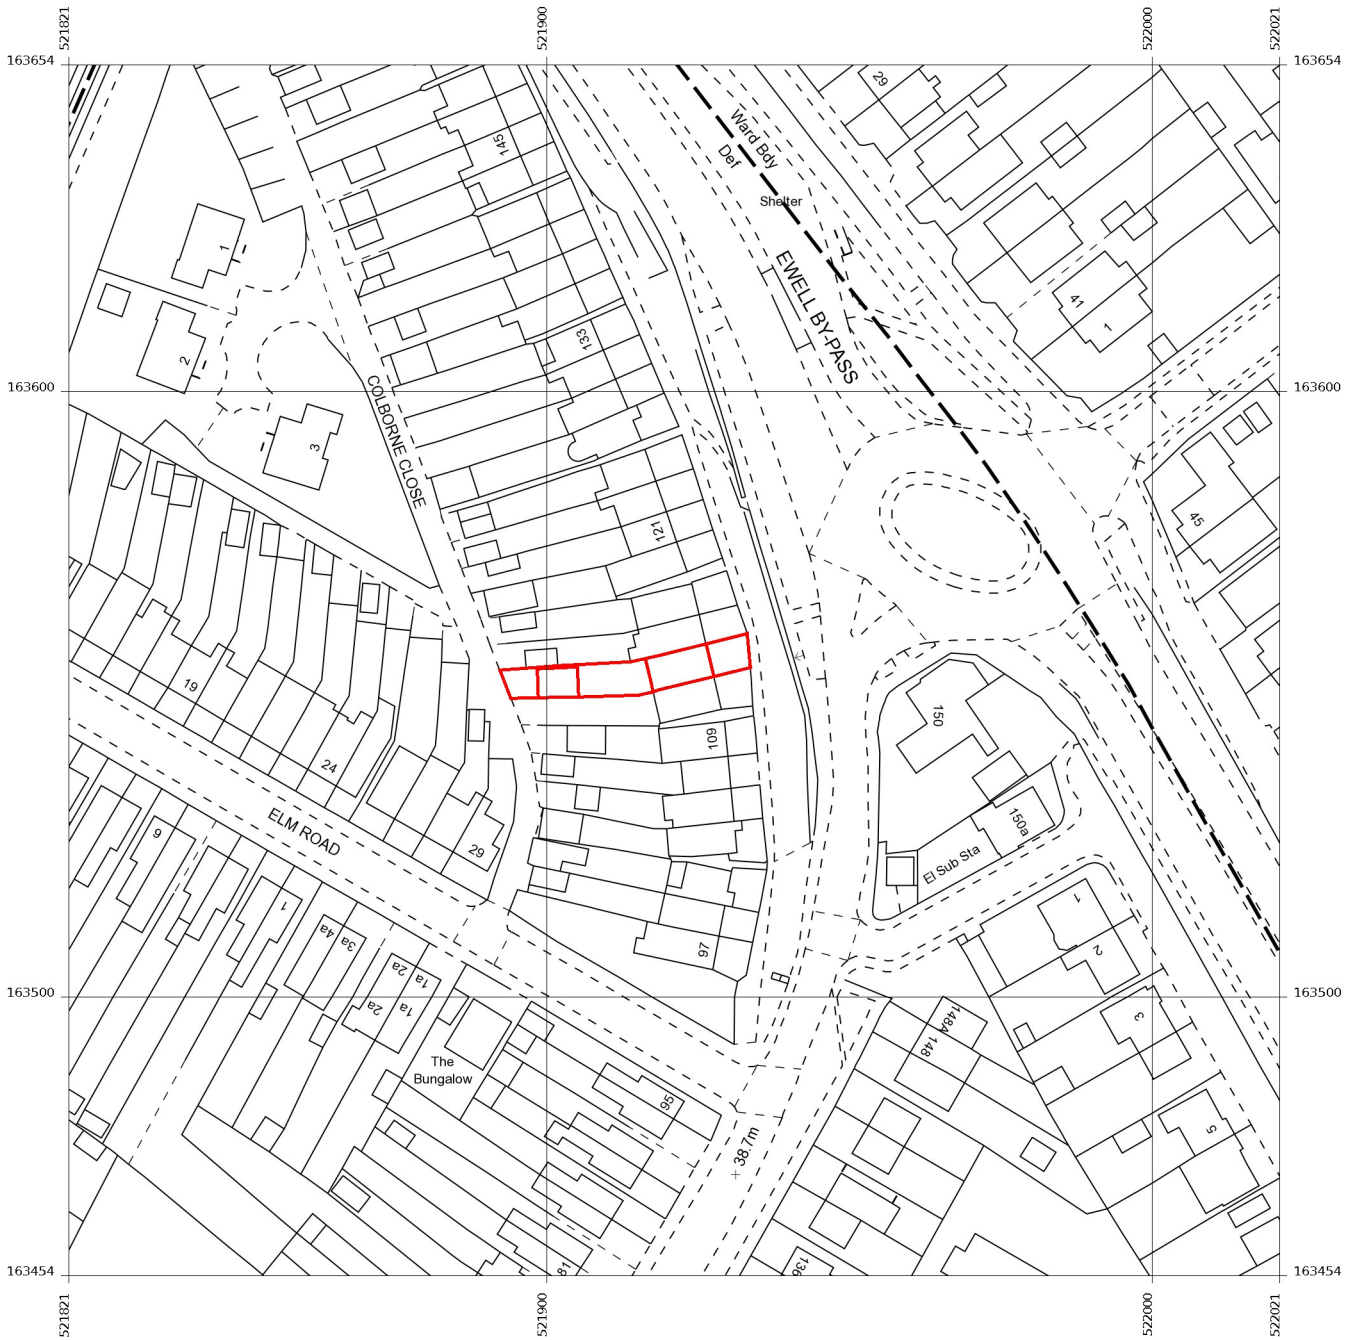 521821
521900
522000
522021
163654
163654
29
Ward Bdy
Def
145
Shelter
1
EWELL BY-PASS
41
1
133
2
163600
163600
COLBORNE CLOSE
3
121
45
19
150
109
24
ELM ROAD
9
29
150a
El Sub Sta
1
1
3a 4a
97
2
2a
1a
2a
1a
163500
163500
148A
148
3
The
Bungalow
95
38.7m
5
81
136
163454
163454
521821
521900
522000
522021